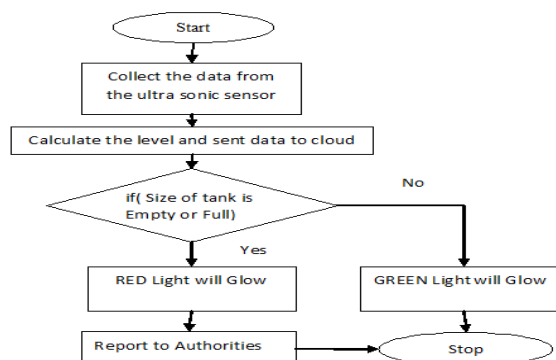 Start
Collect the data from
the ultra sonic sensor
Calculate the level and sent data to cloud
if( Size of tank is
Empty or Full)
No
Yes
RED Light will Glow
GREEN Light will Glow
Report to Authorities
Stop